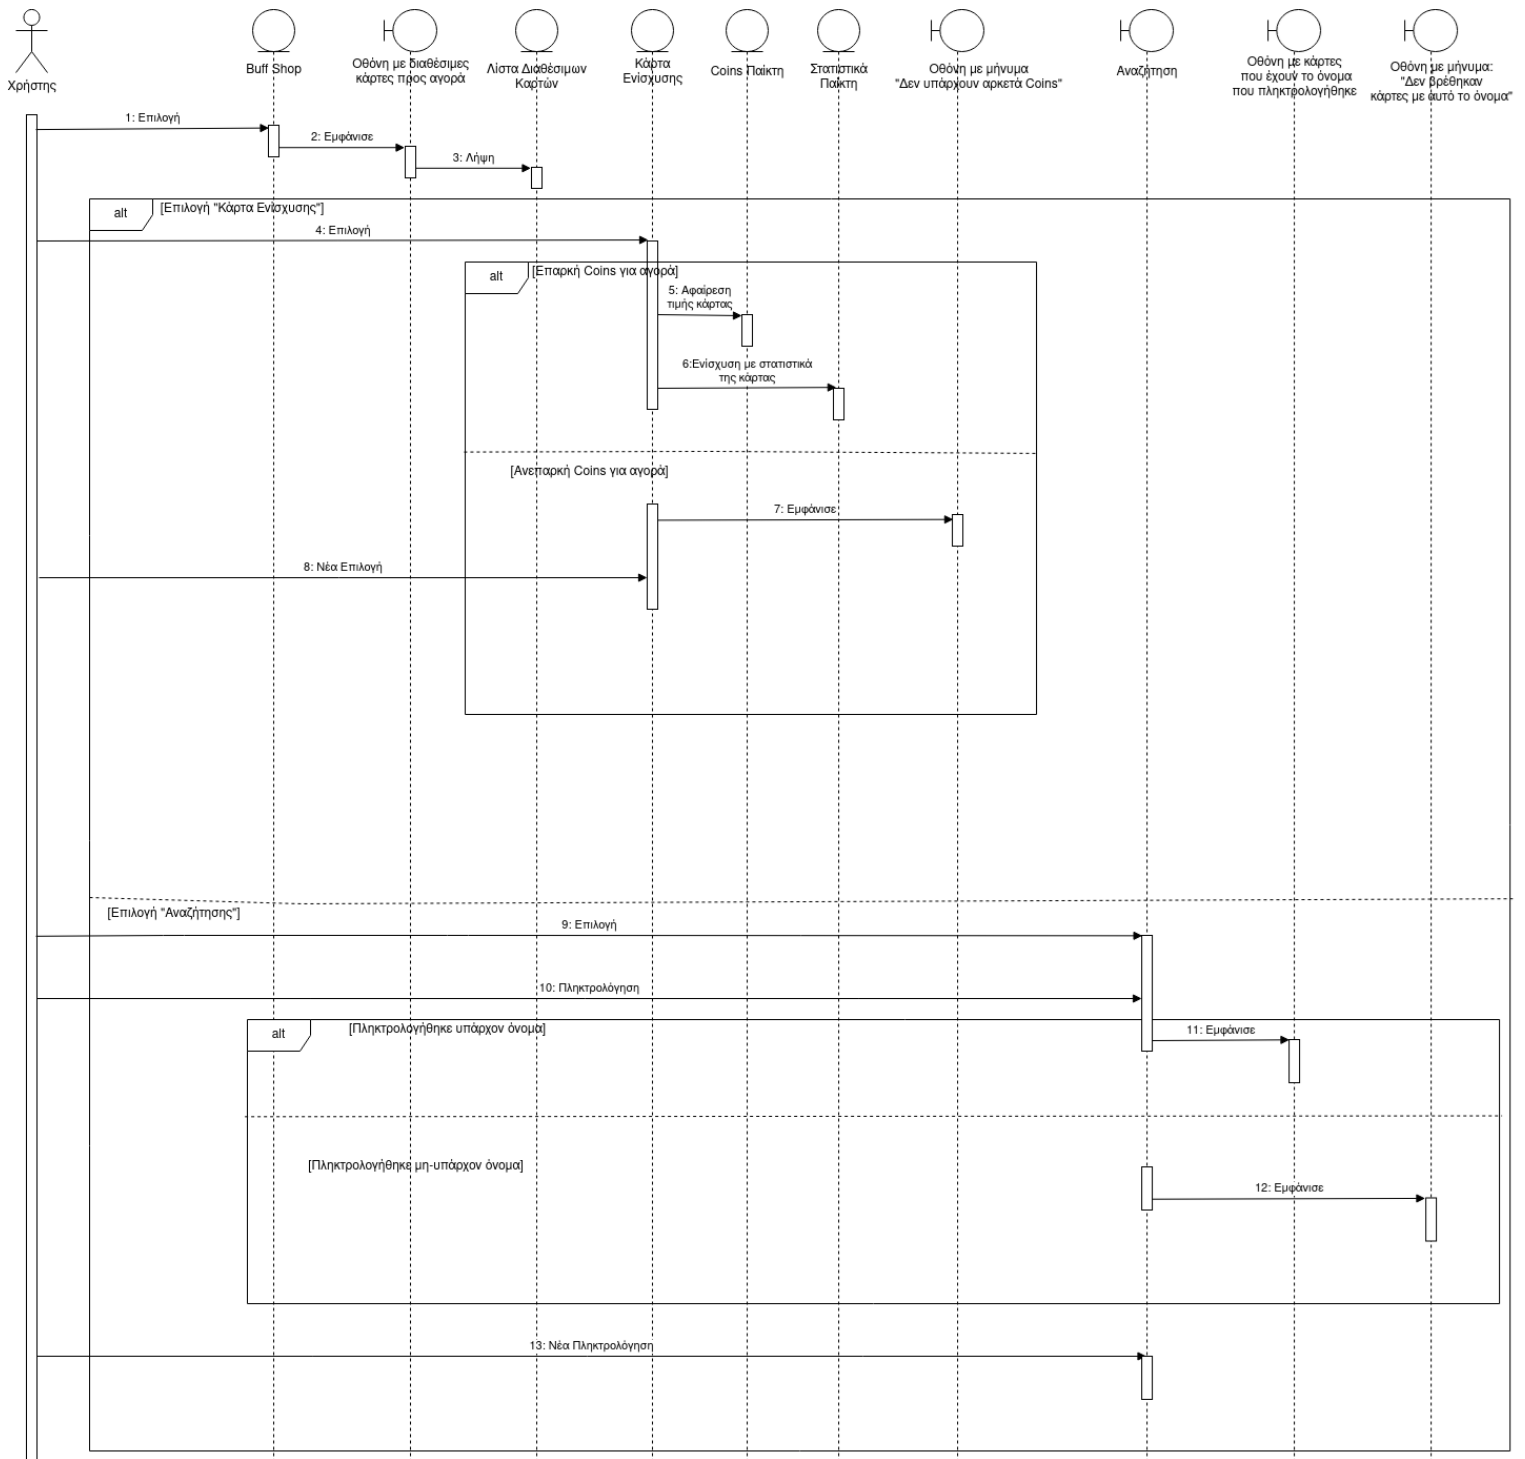 Χρήστης
Buff Shop
Οθόνη με διαθέσιμες
κάρτες προς αγορά
Λίστα Διαθέσιμων
Καρτών
Κάρτα
Ενίσχυσης
Coins Παίκτη
Στατιστικά
Παίκτη
Οθόνη με μήνυμα
"Δεν υπάρχουν αρκετά Coins"
Αναζήτηση
Οθόνη με κάρτες
που έχουν το όνομα
που πληκτρολογήθηκε
Οθόνη με μήνυμα:
"Δεν βρέθηκαν
κάρτες με αυτό το όνομα"
1: Επιλογή
2: Εμφάνισε
3: Λήψη
alt
[Επιλογή "Κάρτα Ενίσχυσης"]
4: Επιλογή
alt
[Επαρκή Coins για αγορά]
5: Αφαίρεση
τιμής κάρτας
6:Ενίσχυση με στατιστικά
της κάρτας
[Ανεπαρκή Coins για αγορά]
7: Εμφάνισε
8: Νέα Επιλογή
[Επιλογή "Αναζήτησης"]
9: Επιλογή
10: Πληκτρολόγηση
alt
[Πληκτρολογήθηκε υπάρχον όνομα]
11: Εμφάνισε
[Πληκτρολογήθηκε μη-υπάρχον όνομα]
12: Εμφάνισε
13: Νέα Πληκτρολόγηση